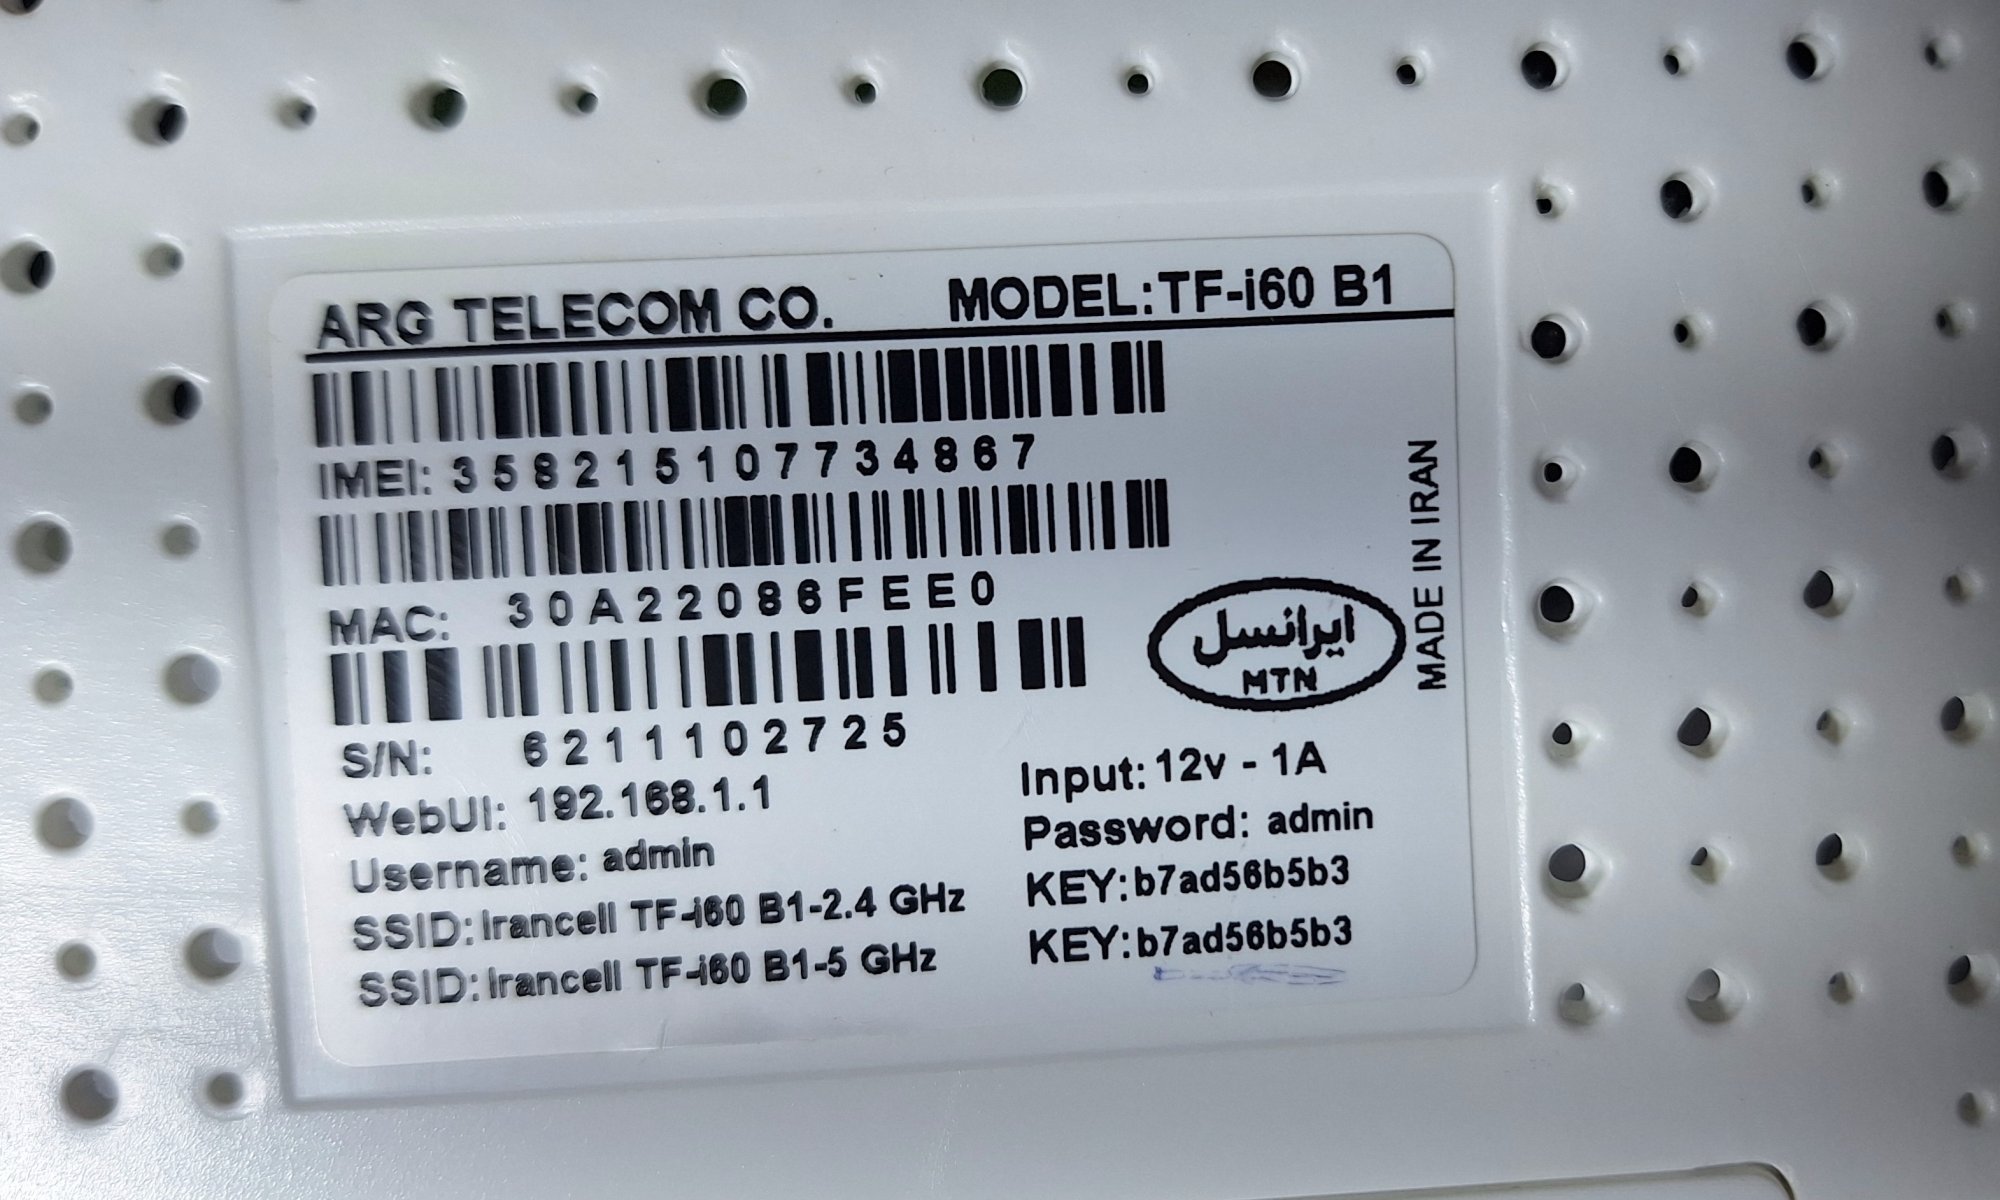 ARG TELECOM CO. MODEL:TF-i60 B1
IMEI: 358215107734867
MAC: 30A22086FEE0
S/N: 6211102725
ایرانسل
MTN
MADE IN IRAN
WebUI: 192.168.1.1 Input: 12v - 1A
Username: admin Password: admin
SSID: Irancell TF-i60 B1-2.4 GHz KEY: b7ad56b5b3
SSID: Irancell TF-i60 B1-5 GHz KEY: b7ad56b5b3